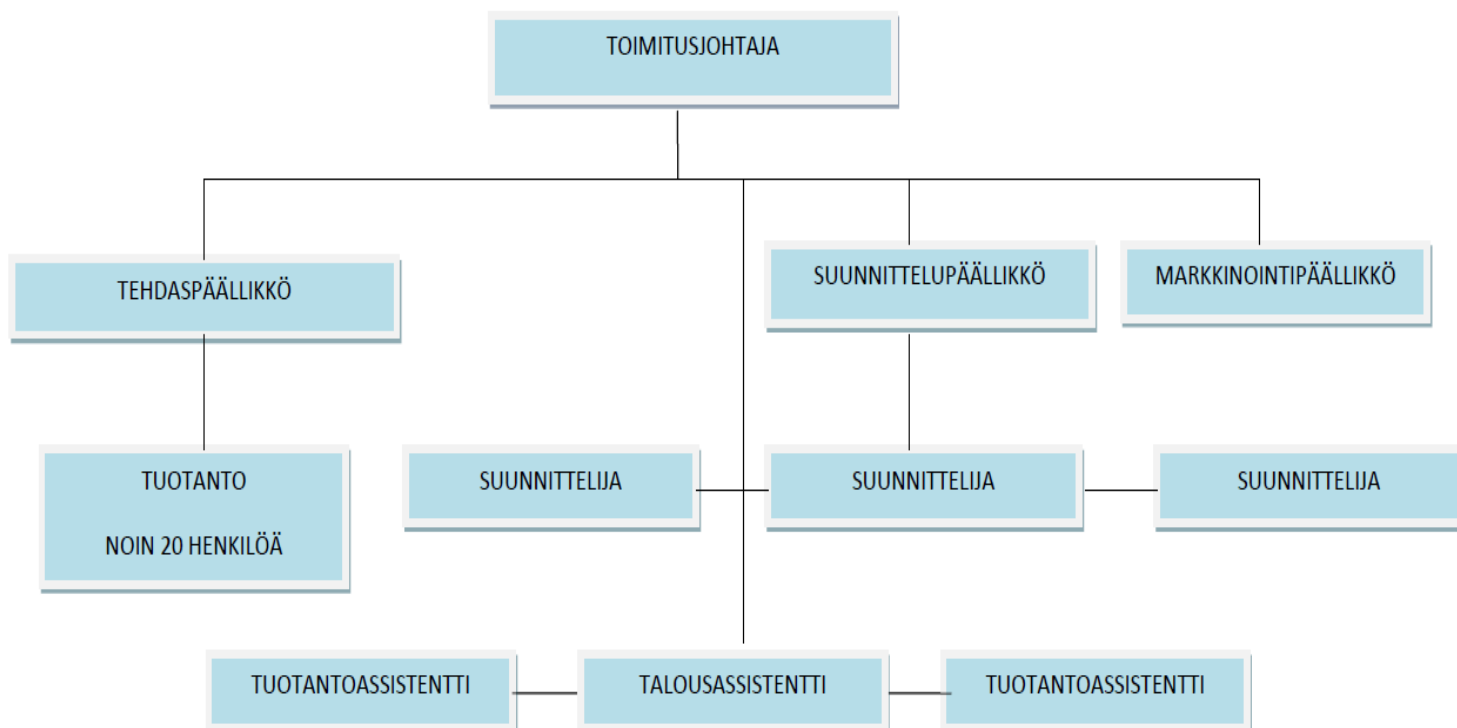 TOIMITUSJOHTAJA
TEHDASPÄÄLLIKKÖ
SUUNNITTELUPÄÄLLIKKÖ
MARKKINOINTIPÄÄLLIKKÖ
TUOTANTO
NOIN 20 HENKILÖÄ
SUUNNITTELIJA
SUUNNITTELIJA
SUUNNITTELIJA
TUOTANTOASSISTENTTI
TALOUSASSISTENTTI
TUOTANTOASSISTENTTI